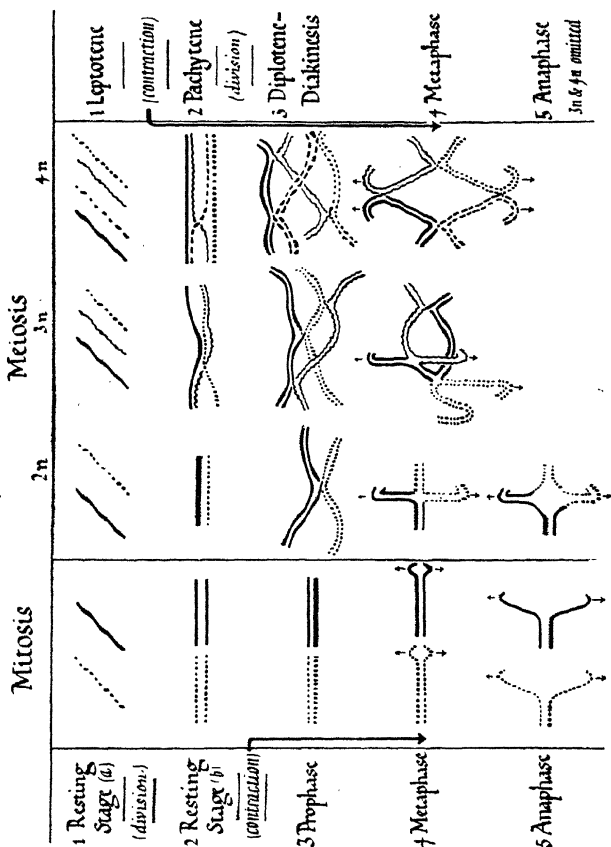 Mitosis
Meiosis
2n
3n
4n
1 Resting
Stage (a)
(division)
2 Resting
Stage (b)
(contraction)
3 Prophase
4 Metaphase
5 Anaphase
1 Leptotene
(contraction)
2 Pachytene
(division)
3 Diplotene-
Diakinesis
4 Metaphase
5 Anaphase
3n & 4n omitted